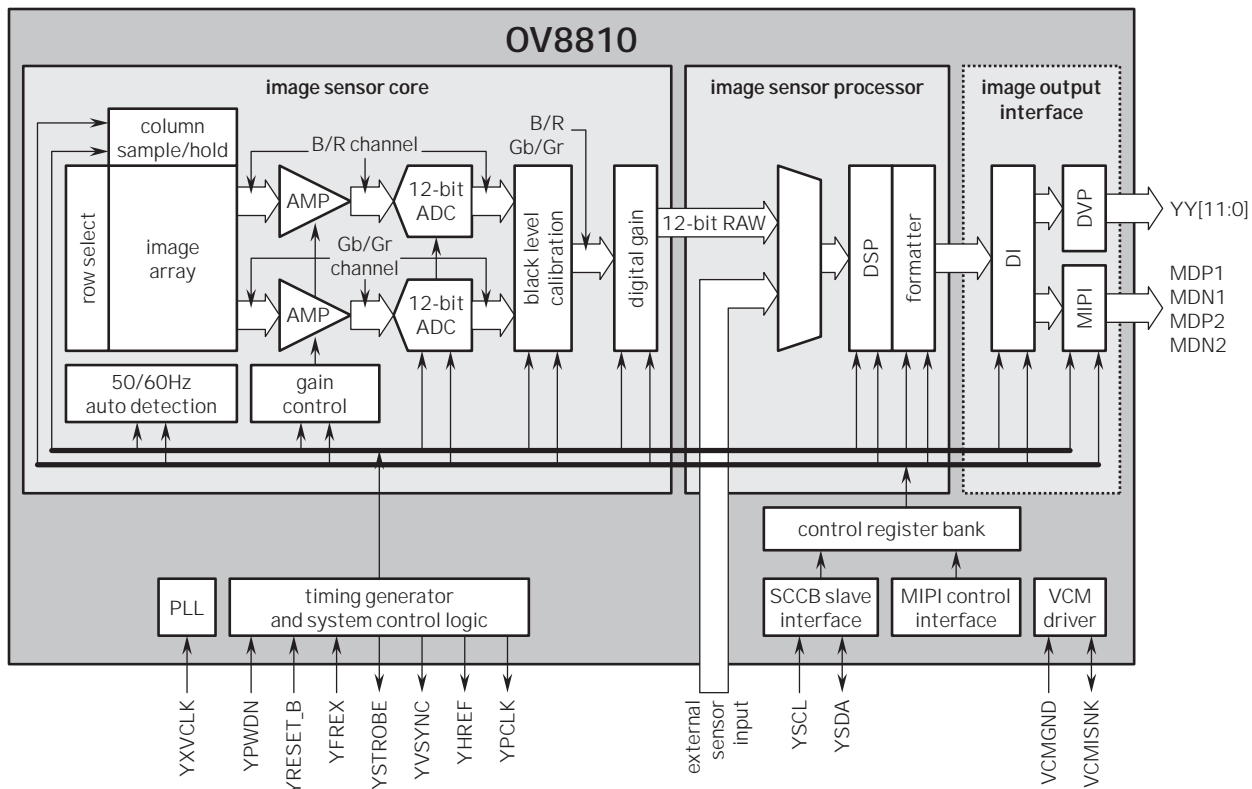 OV8810
image sensor core
image sensor processor
image output
interface
column
sample/hold
B/R channel
B/R
Gb/Gr
row select
image
array
AMP
12-bit
ADC
Gb/Gr
channel
AMP
12-bit
ADC
black level
calibration
digital gain
12-bit RAW
DSP
formatter
DI
DVP
MIPI
YY[11:0]
MDP1
MDN1
MDP2
MDN2
50/60Hz
auto detection
gain
control
control register bank
PLL
timing generator
and system control logic
SCCB slave
interface
MIPI control
interface
VCM
driver
YXVCLK
YPWDN
YRESET_B
YFREX
YSTROBE
YVSYNC
YHREF
YPCLK
external
sensor
input
YSCL
YSDA
VCMGND
VCMISNK